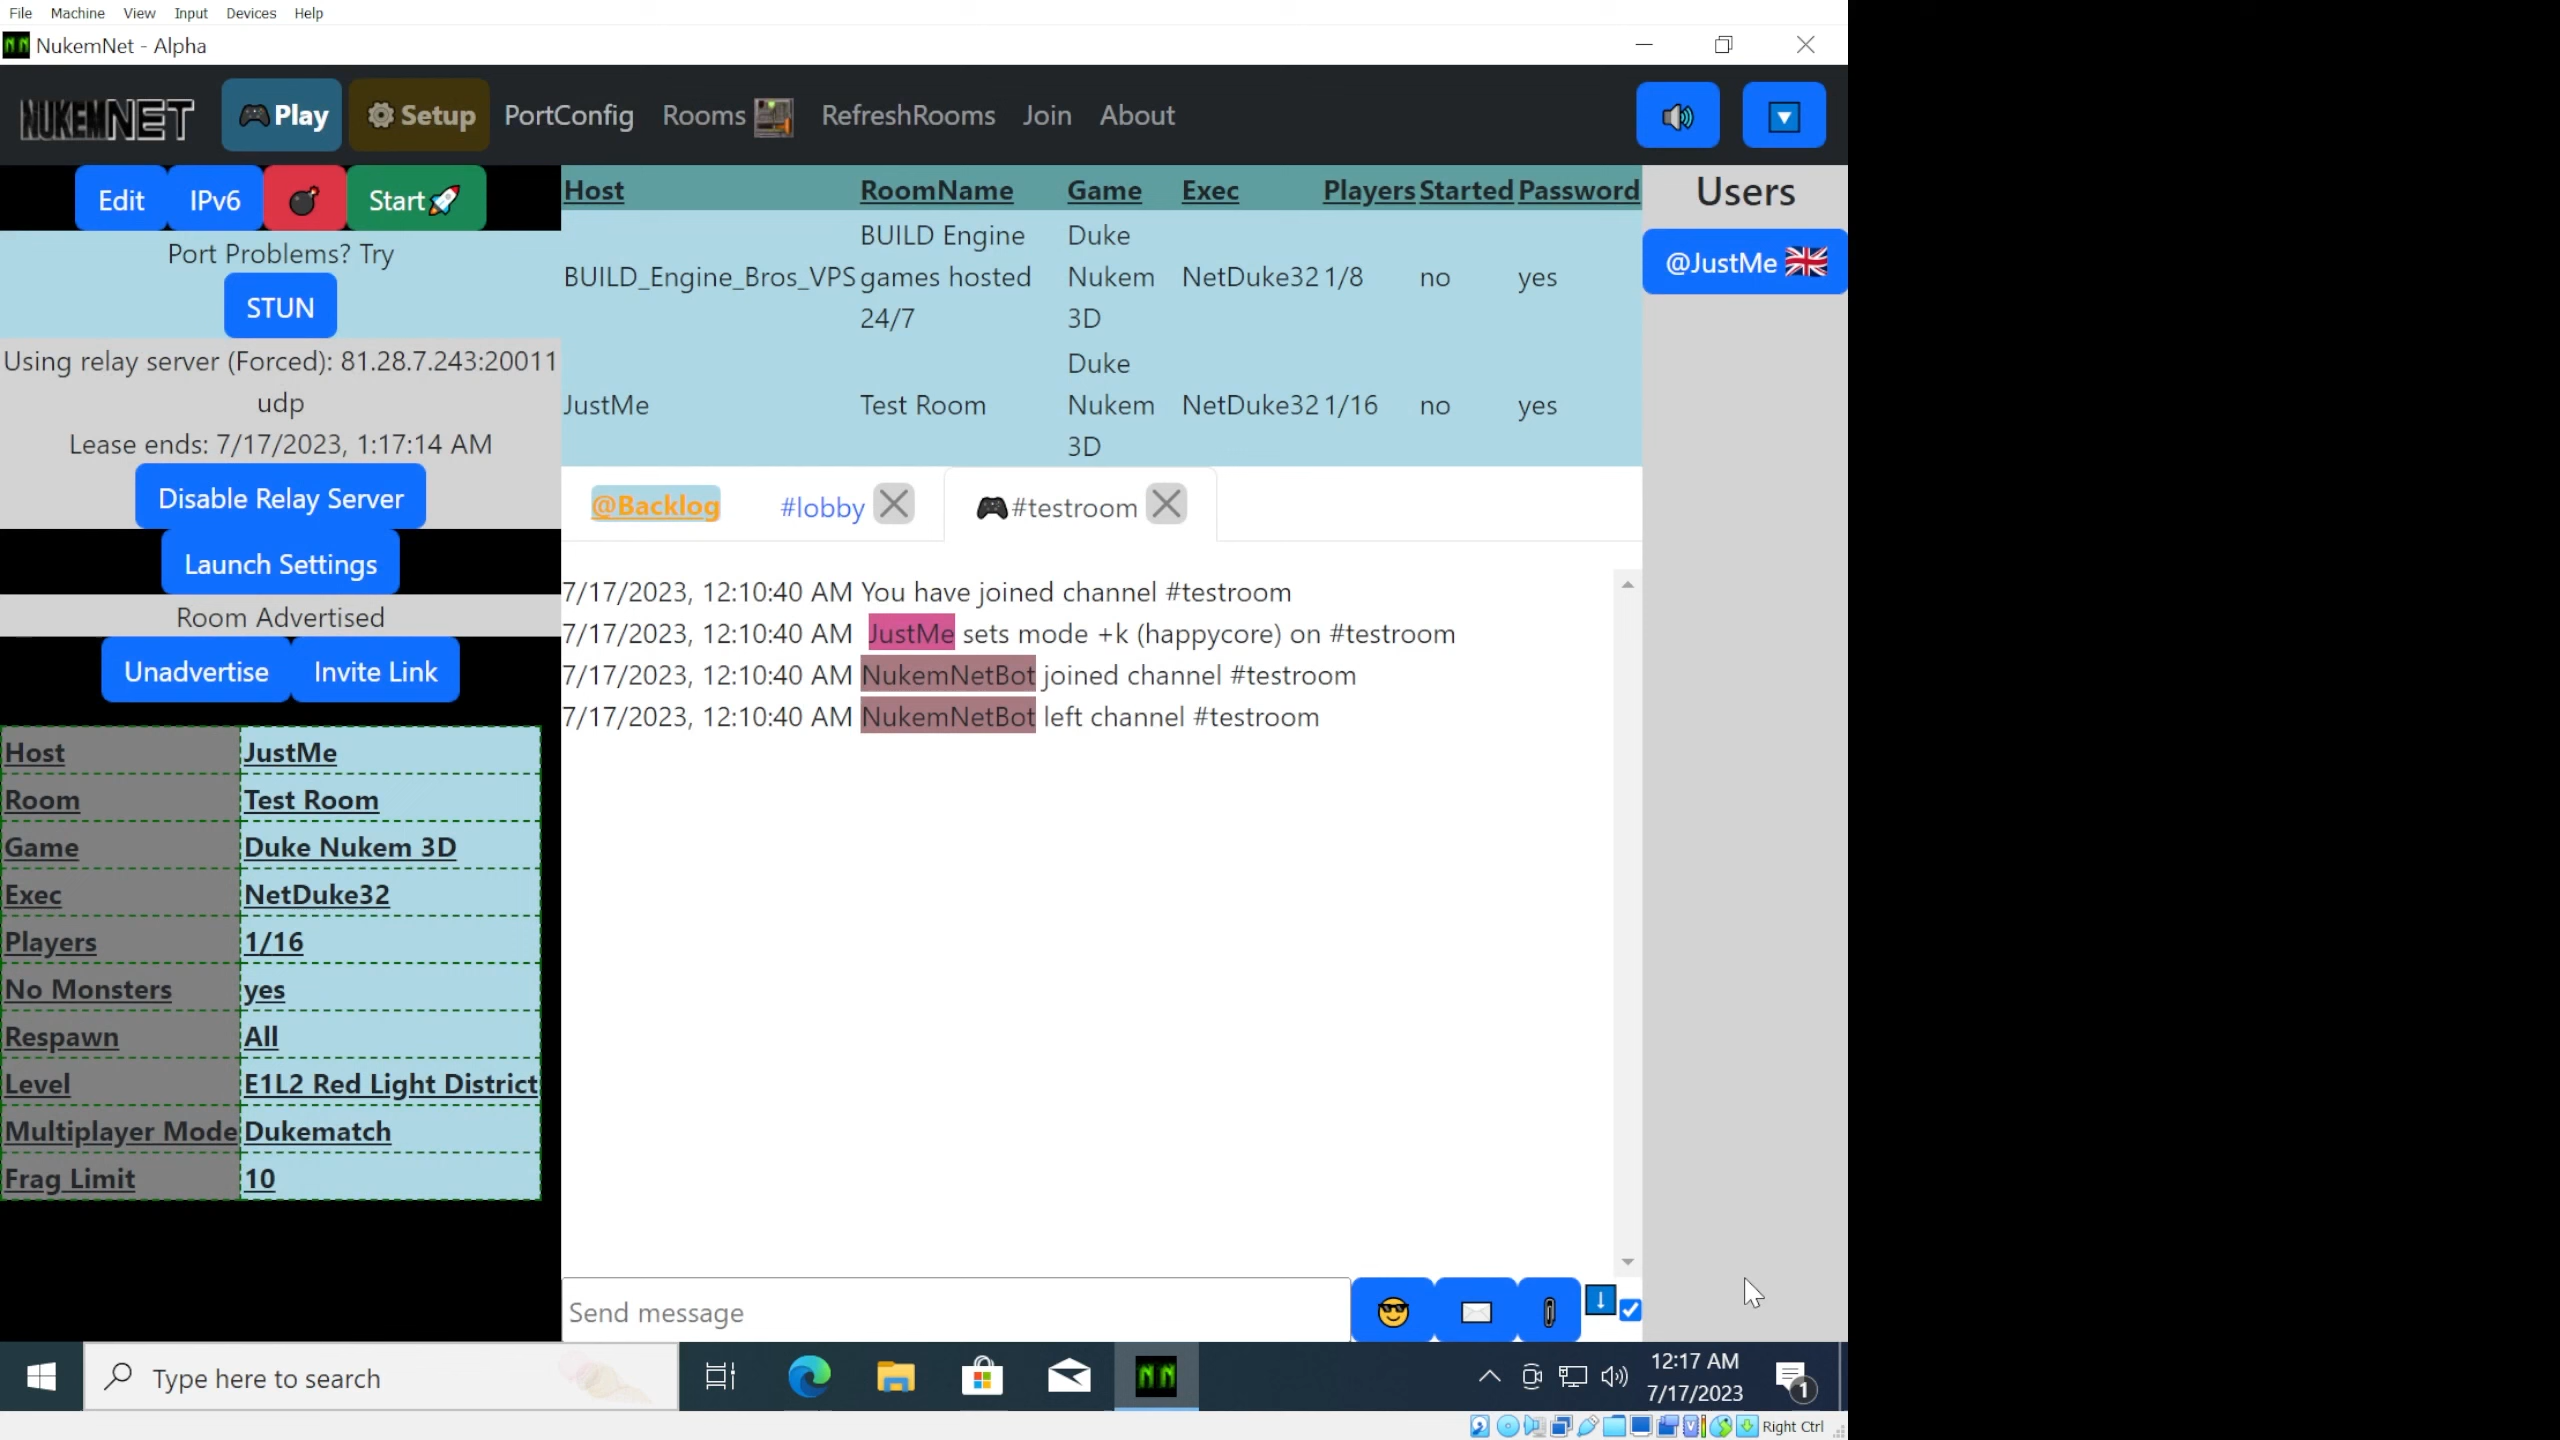 File Machine View Input Devices Help
NukemNet - Alpha
NUKEMNET Play Setup PortConfig Rooms RefreshRooms Join About
Edit IPv6 Start
Port Problems? Try
STUN
Using relay server (Forced): 81.28.7.243:20011
udp
Lease ends: 7/17/2023, 1:17:14 AM
Disable Relay Server
Launch Settings
Room Advertised
Unadvertise Invite Link
Host JustMe
Room Test Room
Game Duke Nukem 3D
Exec NetDuke32
Players 1/16
No Monsters yes
Respawn All
Level E1L2 Red Light District
Multiplayer Mode Dukematch
Frag Limit 10
Host RoomName Game Exec Players Started Password
BUILD Engine Duke
BUILD_Engine_Bros_VPS games hosted Nukem NetDuke32 1/8 no yes
24/7 3D
Duke
JustMe Test Room Nukem NetDuke32 1/16 no yes
3D
@Backlog #lobby #testroom
7/17/2023, 12:10:40 AM You have joined channel #testroom
7/17/2023, 12:10:40 AM JustMe sets mode +k (happycore) on #testroom
7/17/2023, 12:10:40 AM NukemNetBot joined channel #testroom
7/17/2023, 12:10:40 AM NukemNetBot left channel #testroom
Send message
Users
@JustMe
Type here to search
12:17 AM
7/17/2023
1
Right Ctrl